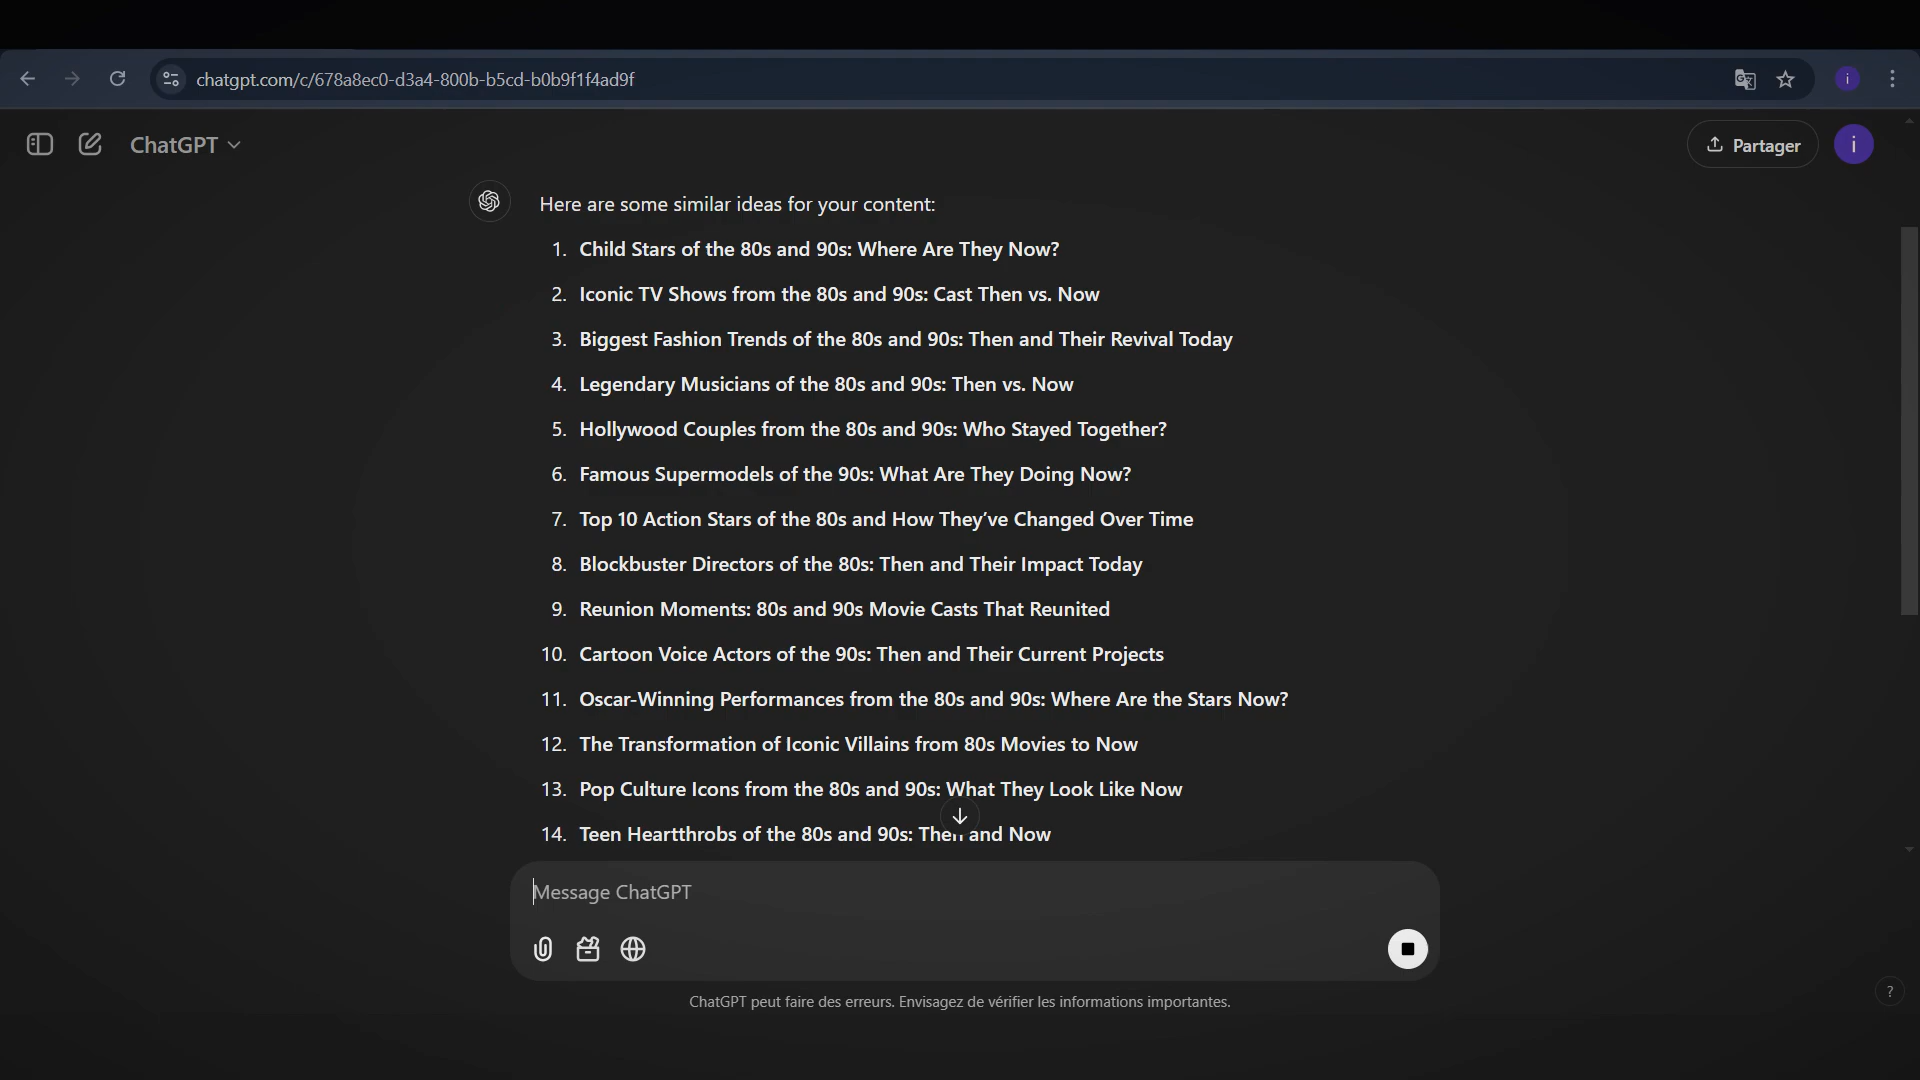 chatgpt.com/c/678a8ec0-d3a4-800b-b5cd-b0b9f1f4ad9f
i
ChatGPT
Partager
i
Here are some similar ideas for your content:
1. Child Stars of the 80s and 90s: Where Are They Now?
2. Iconic TV Shows from the 80s and 90s: Cast Then vs. Now
3. Biggest Fashion Trends of the 80s and 90s: Then and Their Revival Today
4. Legendary Musicians of the 80s and 90s: Then vs. Now
5. Hollywood Couples from the 80s and 90s: Who Stayed Together?
6. Famous Supermodels of the 90s: What Are They Doing Now?
7. Top 10 Action Stars of the 80s and How They've Changed Over Time
8. Blockbuster Directors of the 80s: Then and Their Impact Today
9. Reunion Moments: 80s and 90s Movie Casts That Reunited
10. Cartoon Voice Actors of the 90s: Then and Their Current Projects
11. Oscar-Winning Performances from the 80s and 90s: Where Are the Stars Now?
12. The Transformation of Iconic Villains from 80s Movies to Now
13. Pop Culture Icons from the 80s and 90s: What They Look Like Now
14. Teen Heartthrobs of the 80s and 90s: Then and Now
Message ChatGPT
ChatGPT peut faire des erreurs. Envisagez de vérifier les informations importantes.
?